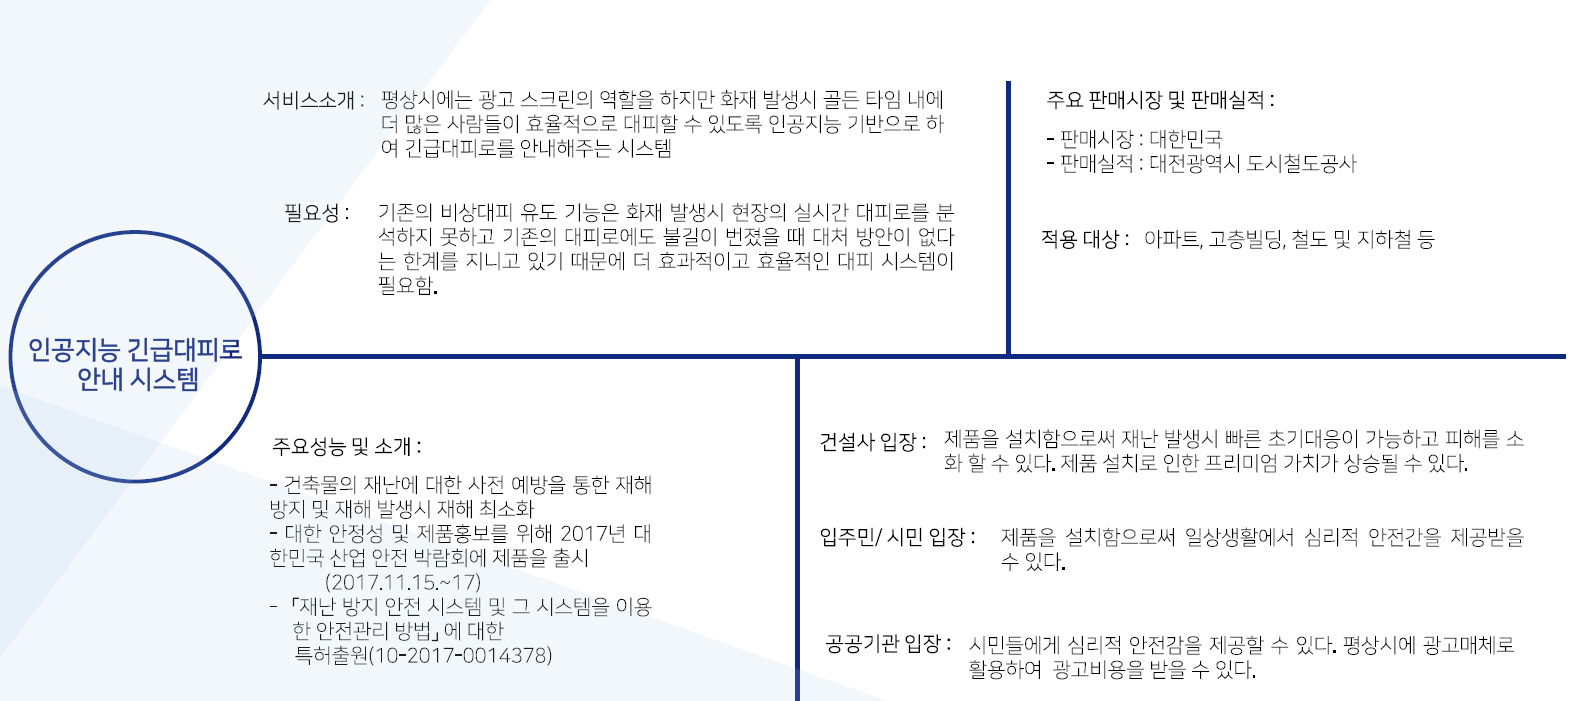 서비스소개 : 평상시에는 광고 스크린의 역할을 하지만 화재 발생시 골든 타임 내에
더 많은 사람들이 효율적으로 대피할 수 있도록 인공지능 기반으로 하
여 긴급대피로를 안내해주는 시스템
필요성 : 기존의 비상대피 유도 기능은 화재 발생시 현장의 실시간 대피로를 분
석하지 못하고 기존의 대피로에도 불길이 번졌을 때 대처 방안이 없다
는 한계를 지니고 있기 때문에 더 효과적이고 효율적인 대피 시스템이
필요함.
주요 판매시장 및 판매실적 :
- 판매시장 : 대한민국
- 판매실적 : 대전광역시 도시철도공사
적용 대상 : 아파트, 고층빌딩, 철도 및 지하철 등
인공지능 긴급대피로
안내 시스템
주요성능 및 소개 :
- 건축물의 재난에 대한 사전 예방을 통한 재해
방지 및 재해 발생시 재해 최소화
- 대한 안정성 및 제품홍보를 위해 2017년 대
한민국 산업 안전 박람회에 제품을 출시
(2017.11.15.~17)
- 「재난 방지 안전 시스템 및 그 시스템을 이용
한 안전관리 방법」에 대한
특허출원(10-2017-0014378)
건설사 입장 : 제품을 설치함으로써 재난 발생시 빠른 초기대응이 가능하고 피해를 소
화 할 수 있다. 제품 설치로 인한 프리미엄 가치가 상승될 수 있다.
입주민/ 시민 입장 : 제품을 설치함으로써 일상생활에서 심리적 안전간을 제공받을
수 있다.
공공기관 입장 : 시민들에게 심리적 안전감을 제공할 수 있다. 평상시에 광고매체로
활용하여 광고비용을 받을 수 있다.